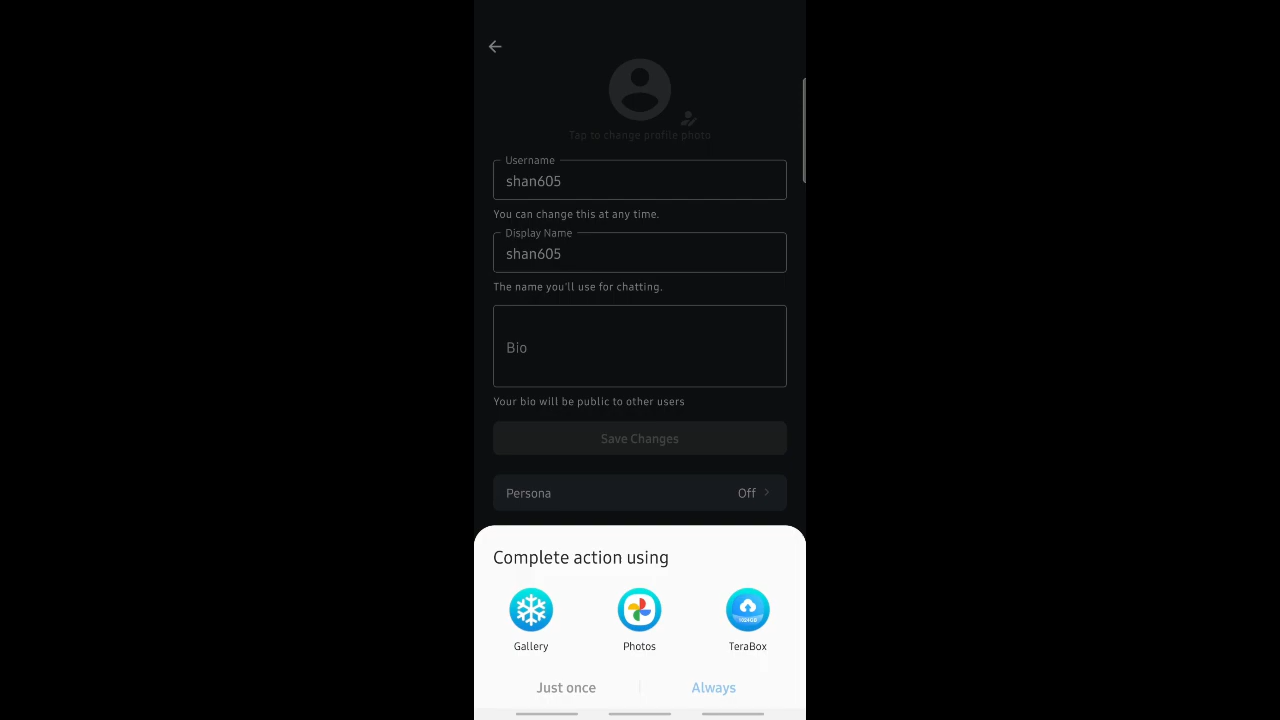 Tap to change profile photo
Username
shan605
You can change this at any time.
Display Name
shan605
The name you'll use for chatting.
Bio
Your bio will be public to other users
Save Changes
Persona Off
Complete action using
Gallery Photos TeraBox
Just once Always